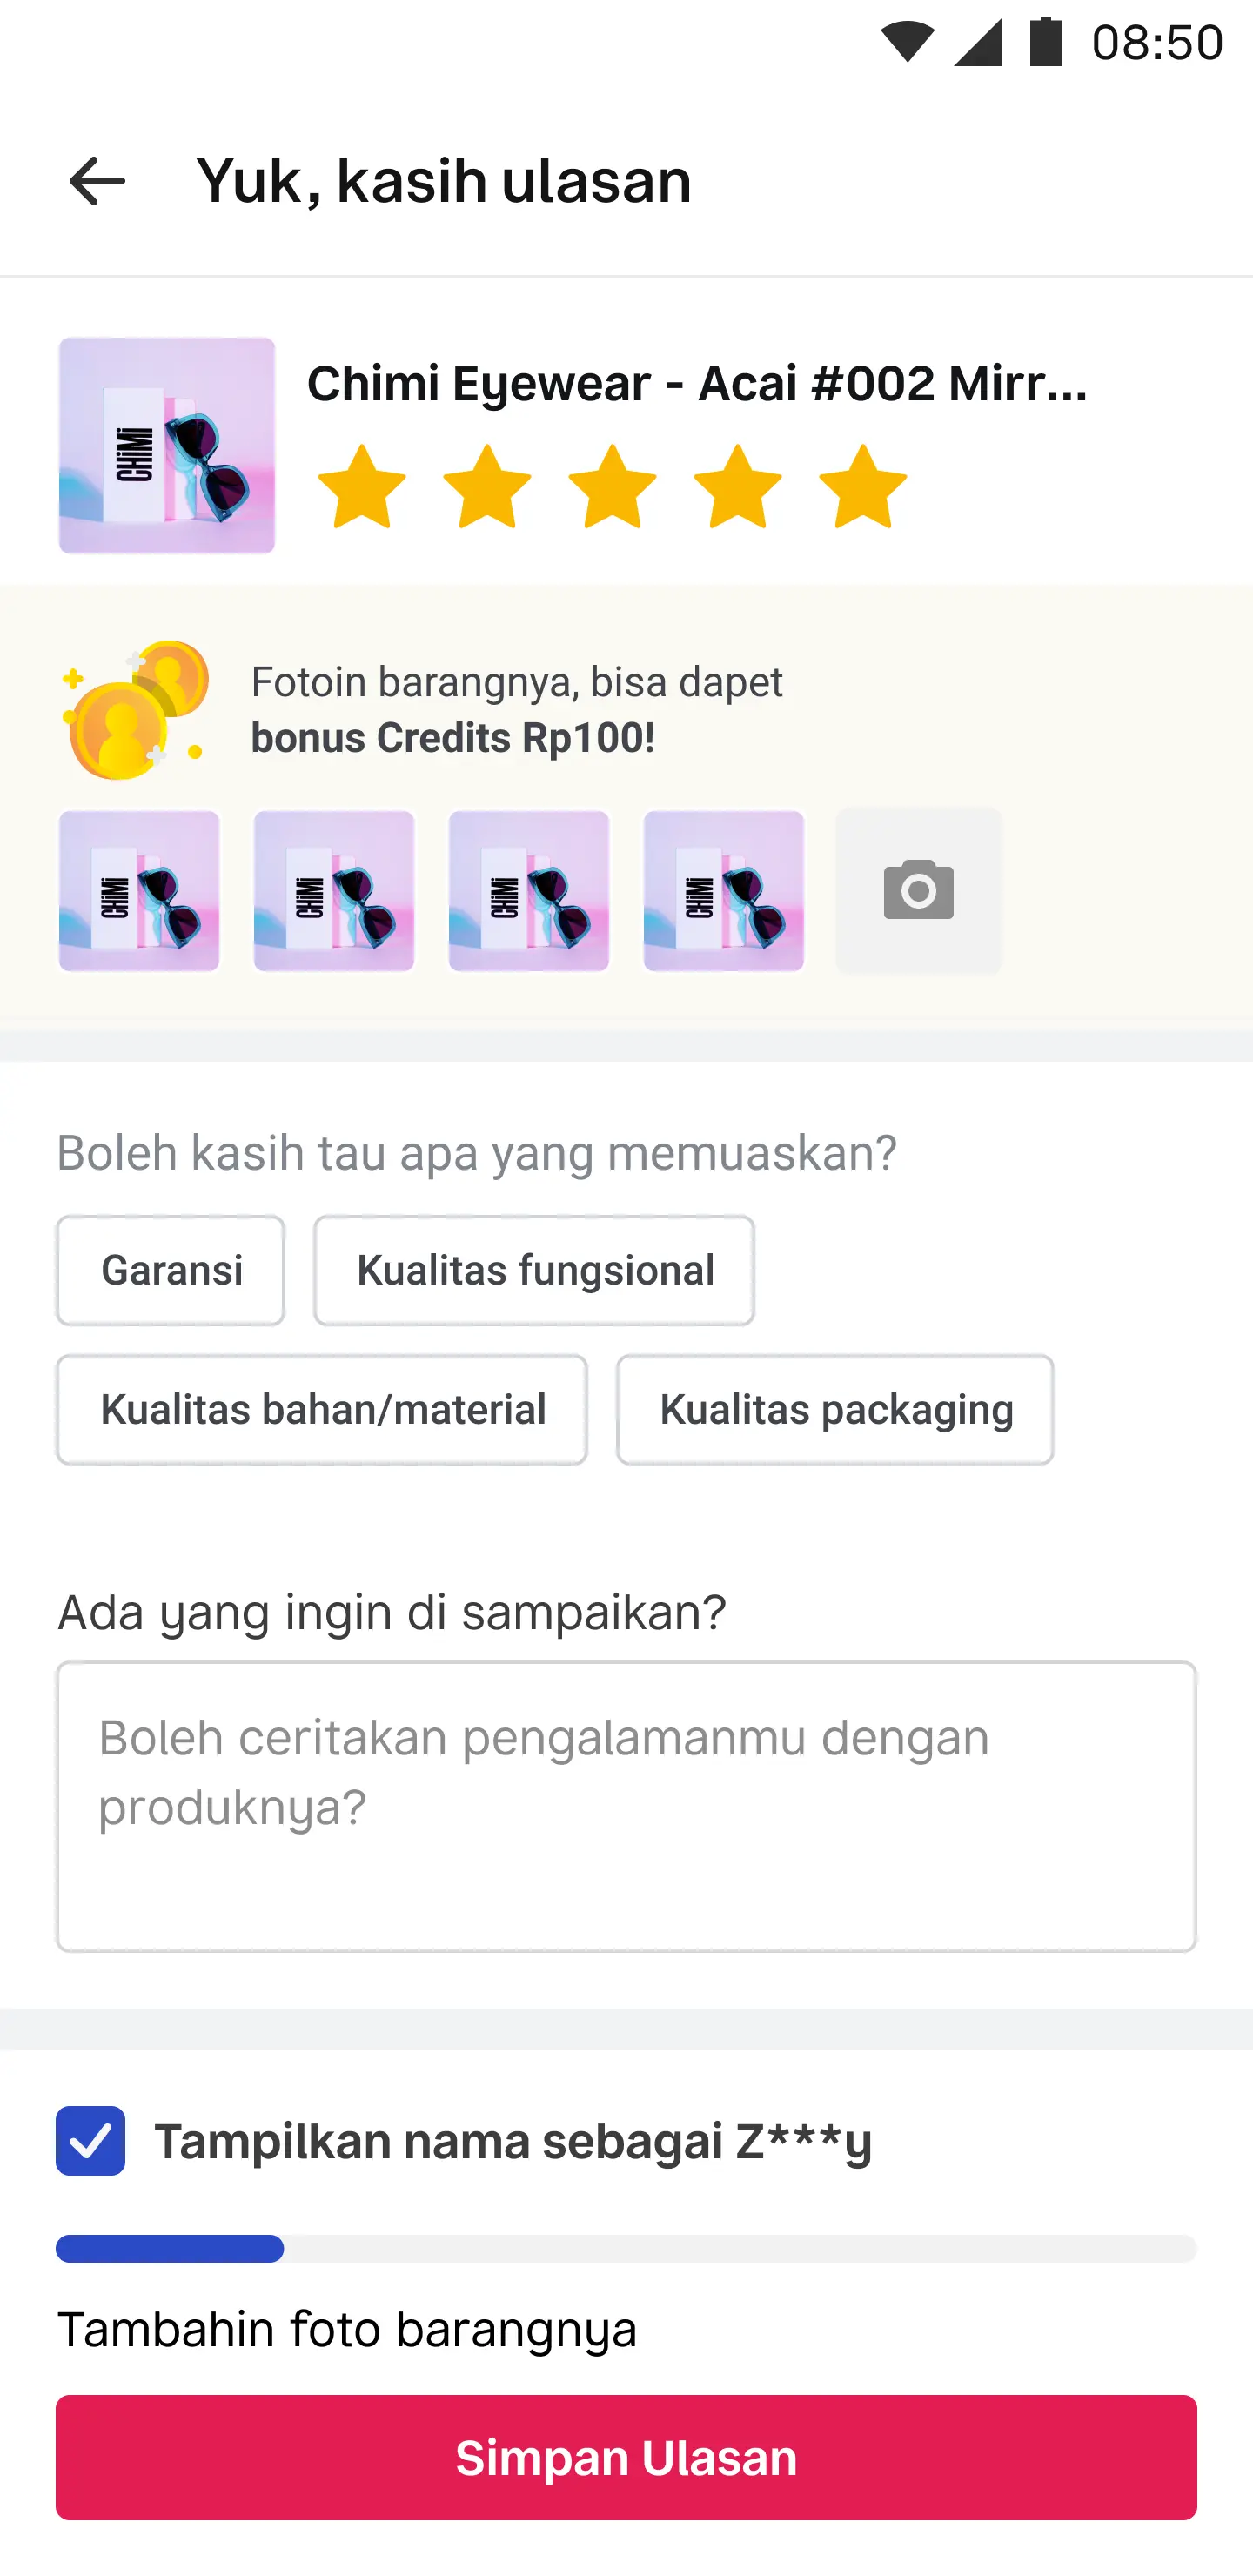 08:50
Yuk, kasih ulasan
Chimi Eyewear - Acai #002 Mirr...
CHiMi
Fotoin barangnya, bisa dapet
bonus Credits Rp100!
CHiMi
CHiMi
CHiMi
CHiMi
Boleh kasih tau apa yang memuaskan?
Garansi
Kualitas fungsional
Kualitas bahan/material
Kualitas packaging
Ada yang ingin di sampaikan?
Boleh ceritakan pengalamanmu dengan
produknya?
Tampilkan nama sebagai Z***y
Tambahin foto barangnya
Simpan Ulasan